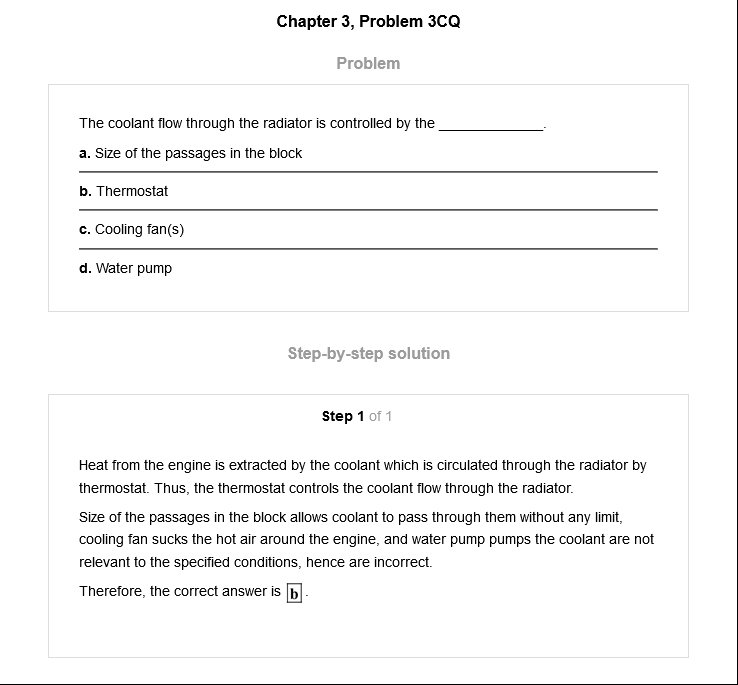 Chapter 3, Problem 3CQ
Problem
The coolant flow through the radiator is controlled by the _____________.
a. Size of the passages in the block
b. Thermostat
c. Cooling fan(s)
d. Water pump
Step-by-step solution
Step 1 of 1
Heat from the engine is extracted by the coolant which is circulated through the radiator by
thermostat. Thus, the thermostat controls the coolant flow through the radiator.
Size of the passages in the block allows coolant to pass through them without any limit,
cooling fan sucks the hot air around the engine, and water pump pumps the coolant are not
relevant to the specified conditions, hence are incorrect.
Therefore, the correct answer is b.